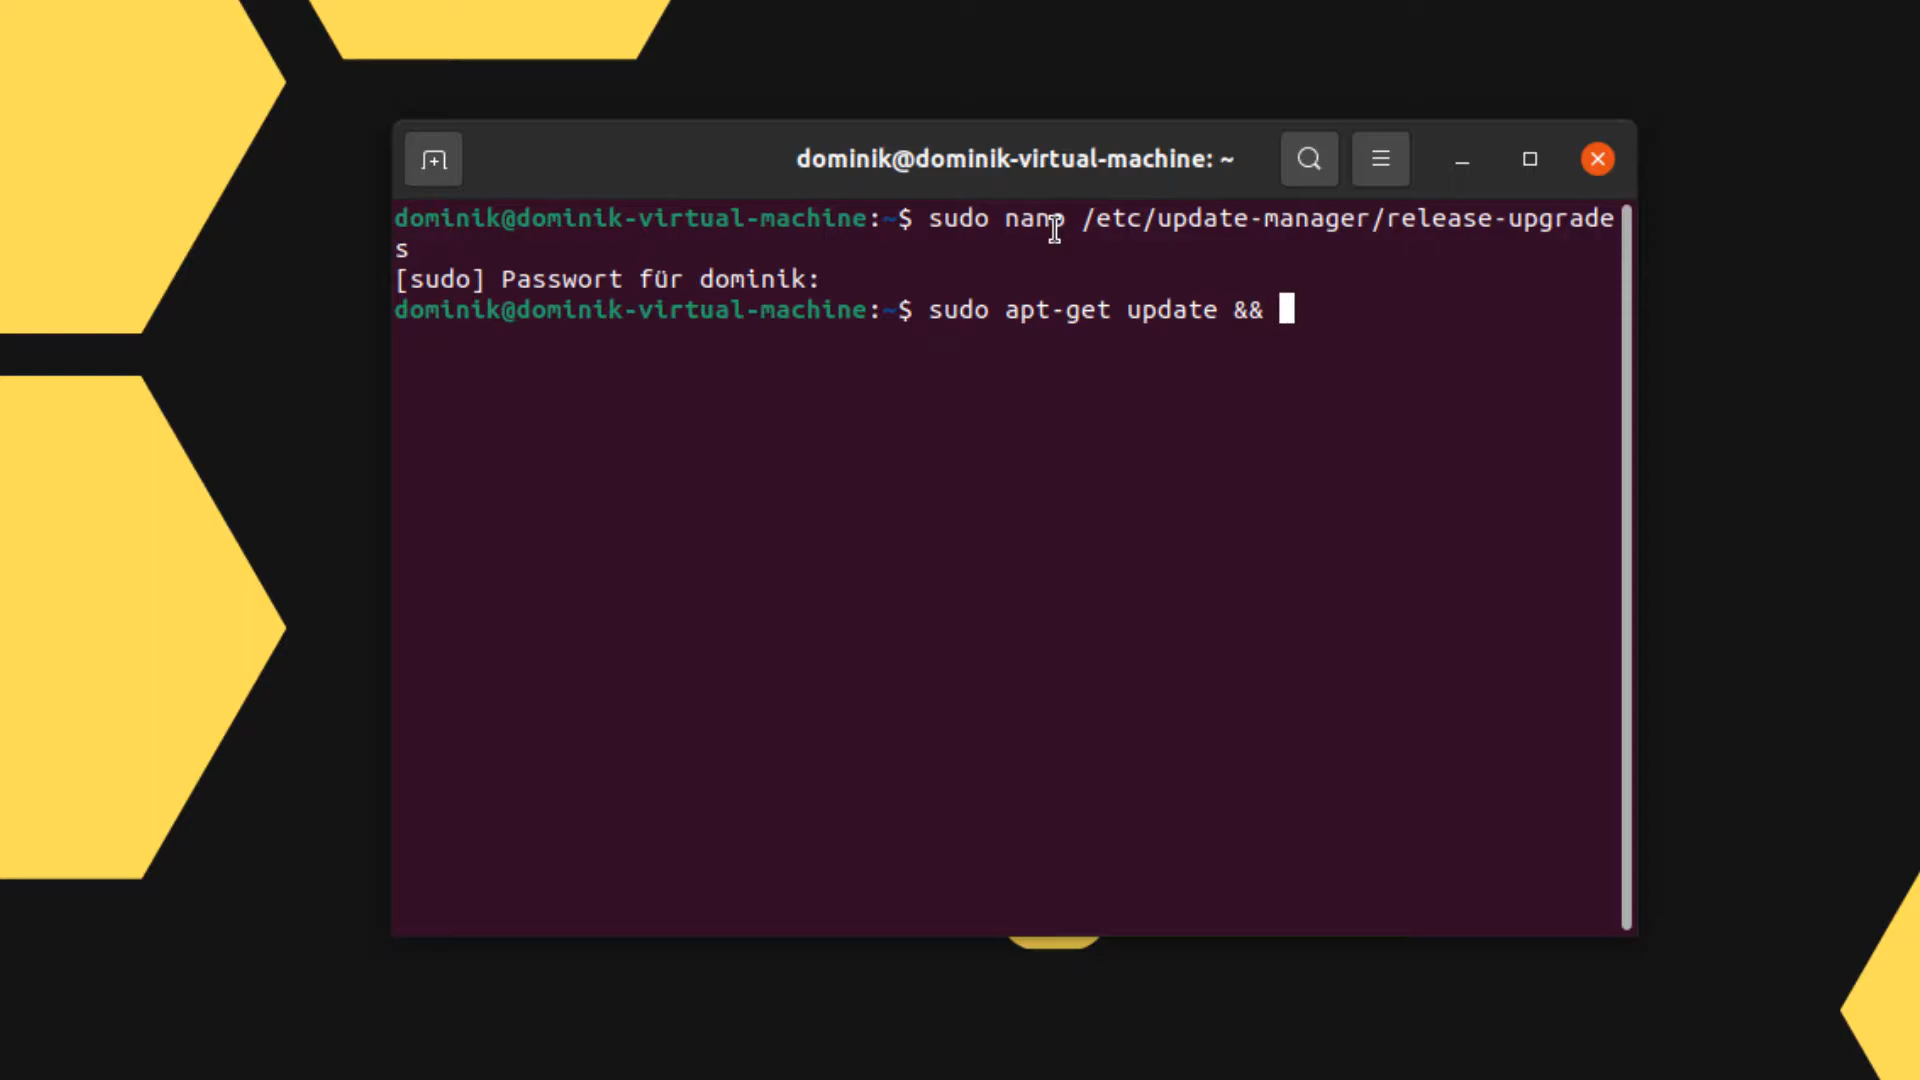 dominik@dominik-virtual-machine: ~
dominik@dominik-virtual-machine:~$ sudo nano /etc/update-manager/release-upgrade
s
[sudo] Passwort für dominik:
dominik@dominik-virtual-machine:~$ sudo apt-get update &&